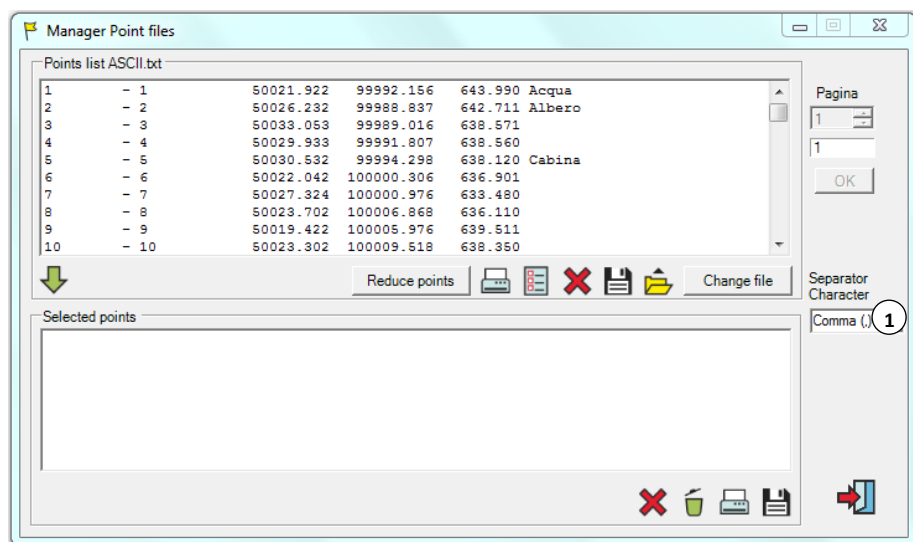 Manager Point files
Points list ASCII.txt
1 - 1 50021.922 99992.156 643.990 Acqua
2 - 2 50026.232 99988.837 642.711 Albero
3 - 3 50033.053 99989.016 638.571
4 - 4 50029.933 99991.807 638.560
5 - 5 50030.532 99994.298 638.120 Cabina
6 - 6 50022.042 100000.306 636.901
7 - 7 50027.324 100000.976 633.480
8 - 8 50023.702 100006.868 636.110
9 - 9 50019.422 100005.976 639.511
10 - 10 50023.302 100009.518 638.350
Pagina
1
1
OK
Reduce points
Change file
Separator
Character
Comma (,) 1
Selected points